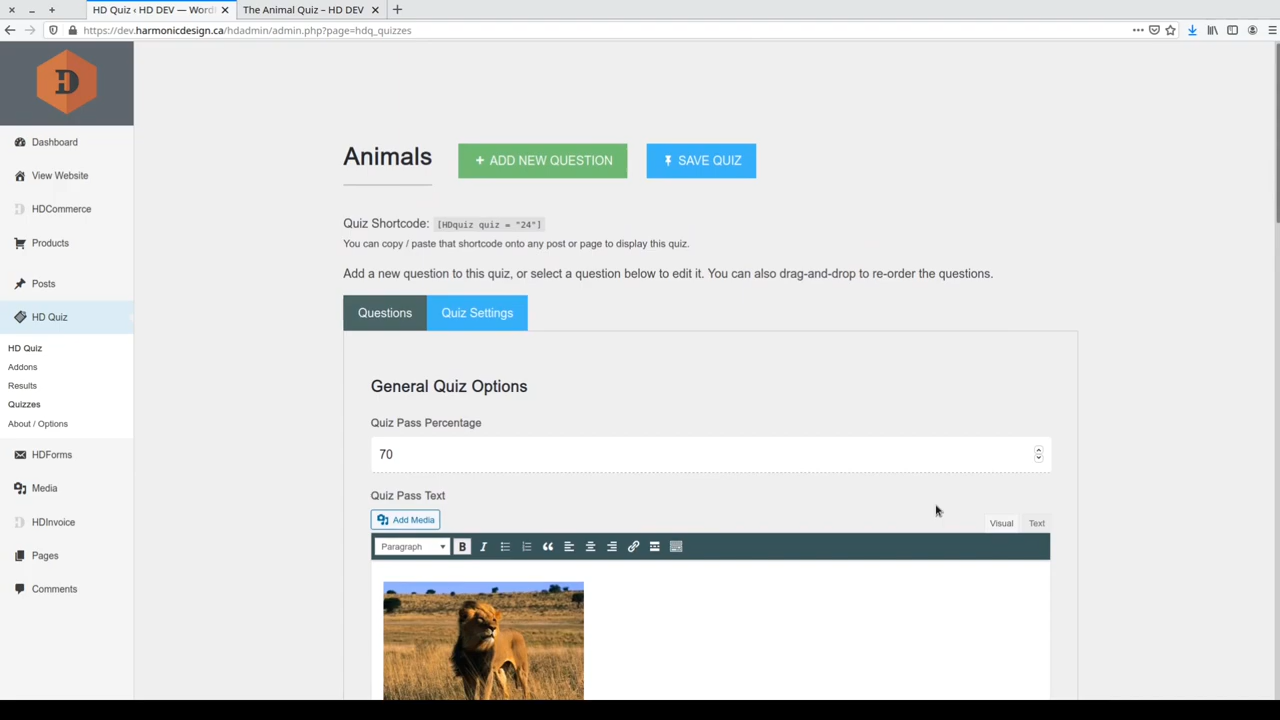 HD Quiz ‹ HD DEV — Word
The Animal Quiz – HD DEV
https://dev.harmonicdesign.ca/hdadmin/admin.php?page=hdq_quizzes
Dashboard
View Website
HDCommerce
Products
Posts
HD Quiz
HD Quiz
Addons
Results
Quizzes
About / Options
HDForms
Media
HDInvoice
Pages
Comments
Animals
+ ADD NEW QUESTION
SAVE QUIZ
Quiz Shortcode: [HDquiz quiz = "24"]
You can copy / paste that shortcode onto any post or page to display this quiz.
Add a new question to this quiz, or select a question below to edit it. You can also drag-and-drop to re-order the questions.
Questions
Quiz Settings
General Quiz Options
Quiz Pass Percentage
70
Quiz Pass Text
Add Media
Visual
Text
Paragraph
B I